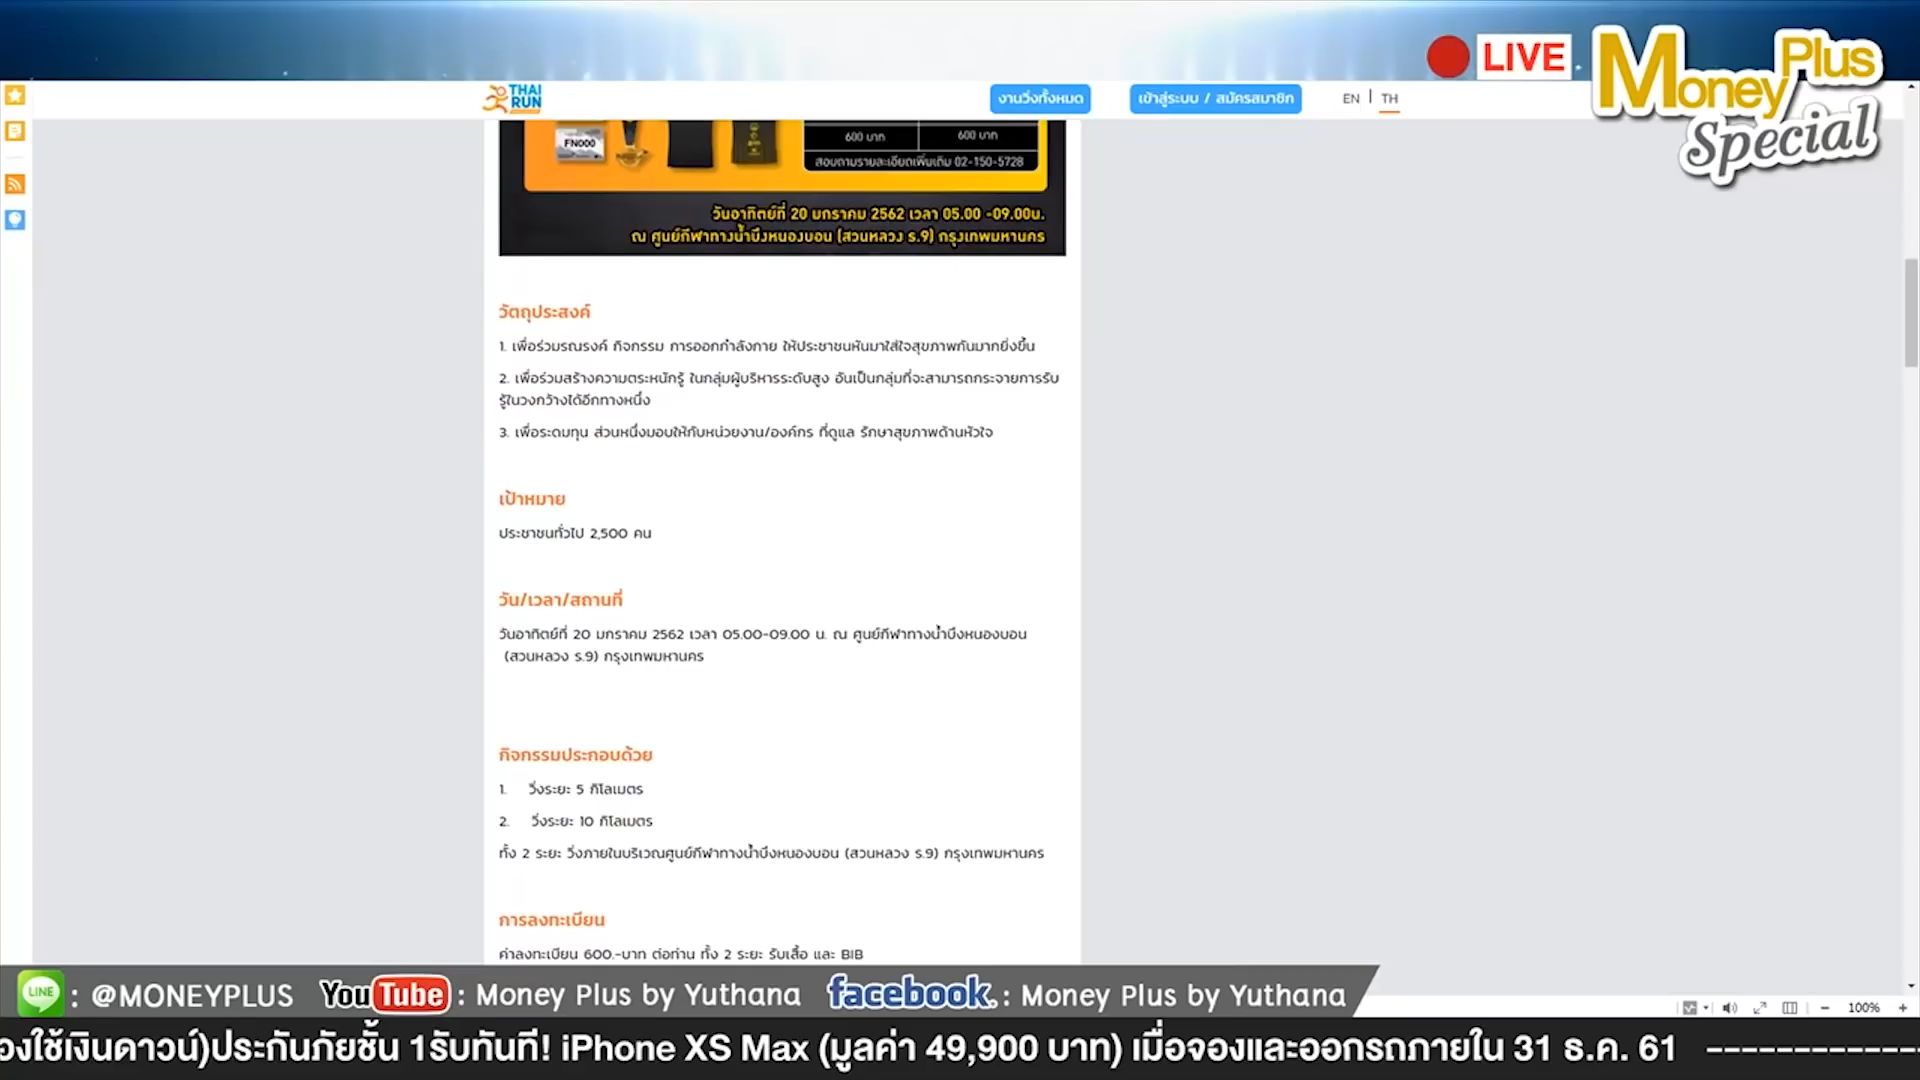 LIVE
Money Plus
Special
THAI
RUN
งานวิ่งทั้งหมด
เข้าสู่ระบบ / สมัครสมาชิก
EN | TH
FN000
600 บาท
600 บาท
สอบถามรายละเอียดเพิ่มเติม 02-150-5728
วันอาทิตย์ที่ 20 มกราคม 2562 เวลา 05.00 -09.00น.
ณ ศูนย์กีฬาทางน้ำบึงหนองบอน (สวนหลวง ร.9) กรุงเทพมหานคร
วัตถุประสงค์
1. เพื่อร่วมรณรงค์ กิจกรรม การออกกำลังกาย ให้ประชาชนหันมาใส่ใจสุขภาพกันมากยิ่งขึ้น
2. เพื่อร่วมสร้างความตระหนักรู้ ในกลุ่มผู้บริหารระดับสูง อันเป็นกลุ่มที่จะสามารถกระจายการรับ
รู้ในวงกว้างได้อีกทางหนึ่ง
3. เพื่อระดมทุน ส่วนหนึ่งมอบให้กับหน่วยงาน/องค์กร ที่ดูแล รักษาสุขภาพด้านหัวใจ
เป้าหมาย
ประชาชนทั่วไป 2,500 คน
วัน/เวลา/สถานที่
วันอาทิตย์ที่ 20 มกราคม 2562 เวลา 05.00-09.00 น. ณ ศูนย์กีฬาทางน้ำบึงหนองบอน
(สวนหลวง ร.9) กรุงเทพมหานคร
กิจกรรมประกอบด้วย
1. วิ่งระยะ 5 กิโลเมตร
2. วิ่งระยะ 10 กิโลเมตร
ทั้ง 2 ระยะ วิ่งภายในบริเวณศูนย์กีฬาทางน้ำบึงหนองบอน (สวนหลวง ร.9) กรุงเทพมหานคร
การลงทะเบียน
ค่าลงทะเบียน 600.-บาท ต่อท่าน ทั้ง 2 ระยะ รับเสื้อ และ BIB
LINE : @MONEYPLUS YouTube : Money Plus by Yuthana facebook. : Money Plus by Yuthana
100%
องใช้เงินดาวน์)ประกันภัยชั้น 1รับทันที! iPhone XS Max (มูลค่า 49,900 บาท) เมื่อจองและออกรถภายใน 31 ธ.ค. 61 -------------